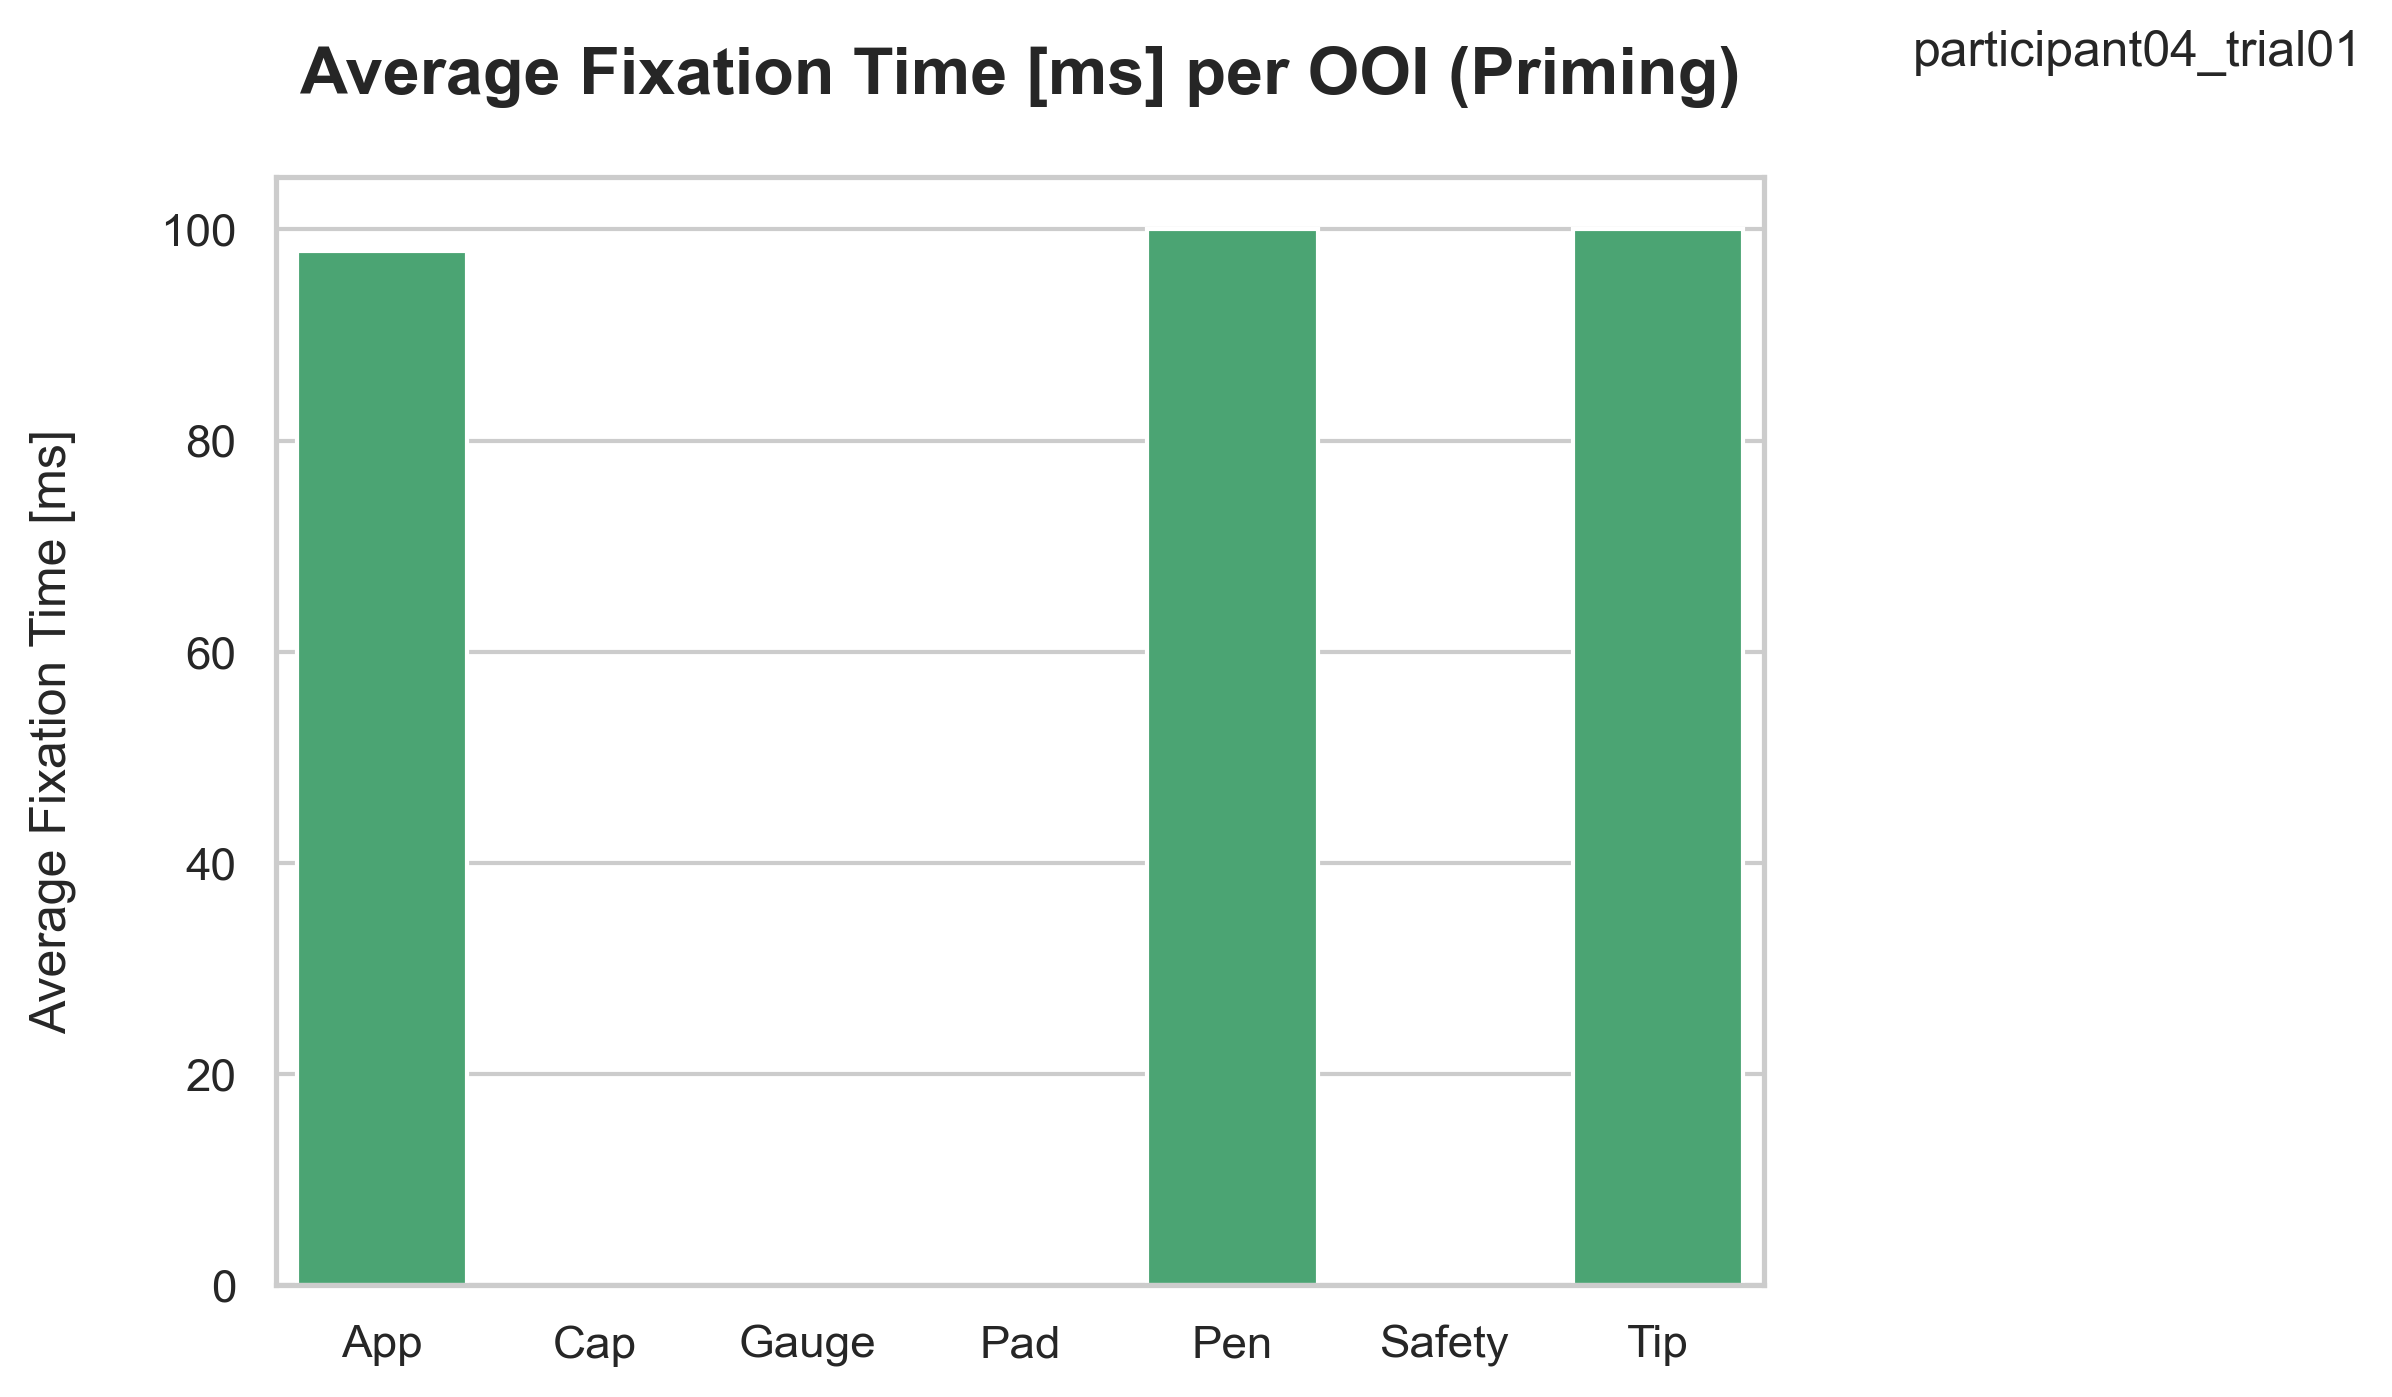 Average Fixation Time [ms] per OOI (Priming)
participant04_trial01
Average Fixation Time [ms]
100
80
60
40
20
0
App Cap Gauge Pad Pen Safety Tip